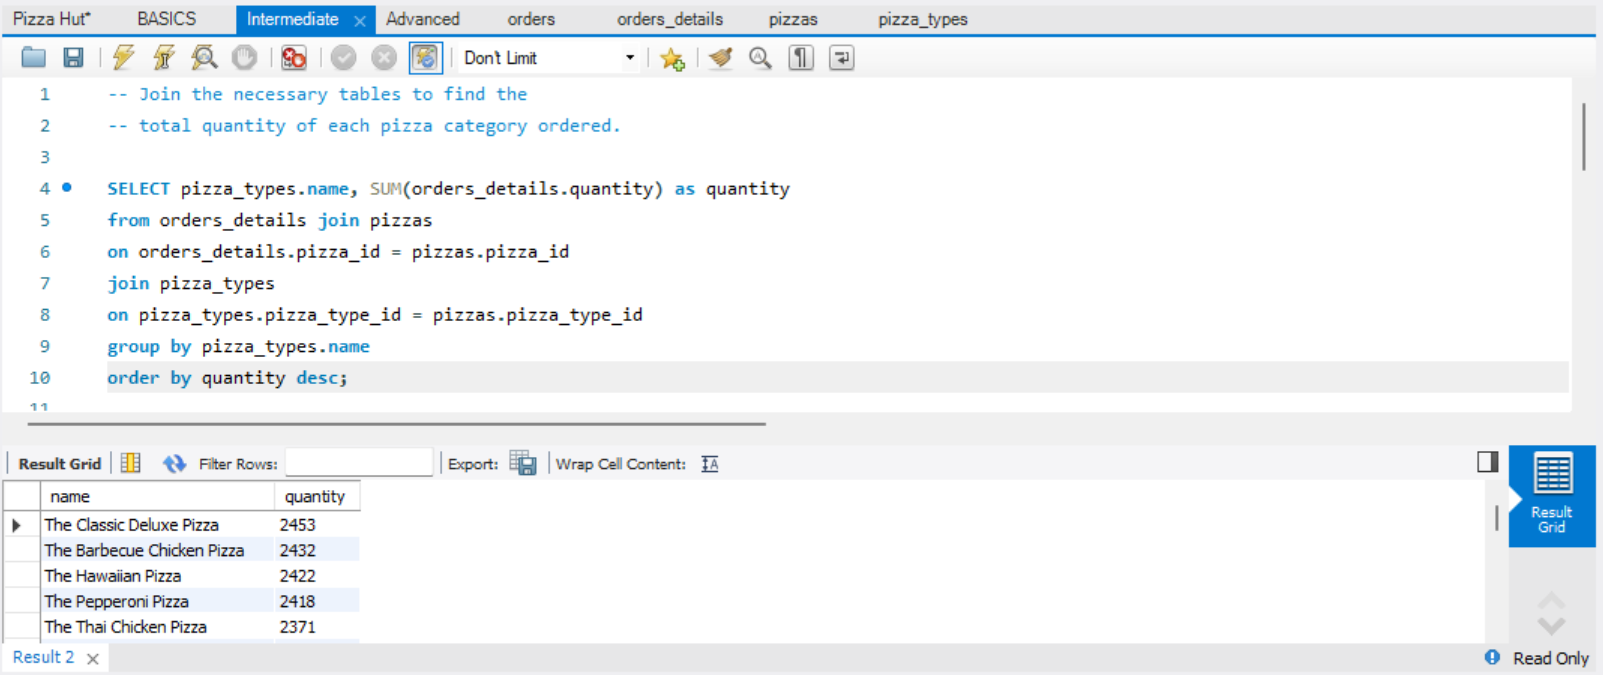 Pizza Hut* BASICS Intermediate Advanced orders orders_details pizzas pizza_types
Don't Limit
1 -- Join the necessary tables to find the
2 -- total quantity of each pizza category ordered.
3
4 SELECT pizza_types.name, SUM(orders_details.quantity) as quantity
5 from orders_details join pizzas
6 on orders_details.pizza_id = pizzas.pizza_id
7 join pizza_types
8 on pizza_types.pizza_type_id = pizzas.pizza_type_id
9 group by pizza_types.name
10 order by quantity desc;
11
Result Grid Filter Rows: Export: Wrap Cell Content: IA
name quantity
The Classic Deluxe Pizza 2453
The Barbecue Chicken Pizza 2432
The Hawaiian Pizza 2422
The Pepperoni Pizza 2418
The Thai Chicken Pizza 2371
Result
Grid
Result 2 Read Only